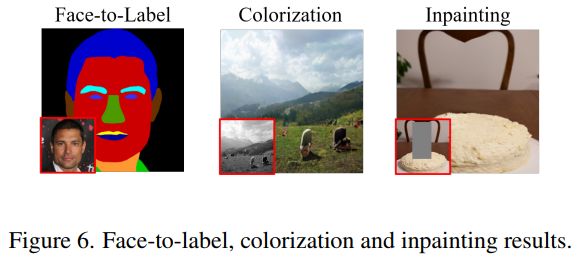 Face-to-Label Colorization Inpainting
Figure 6. Face-to-label, colorization and inpainting results.